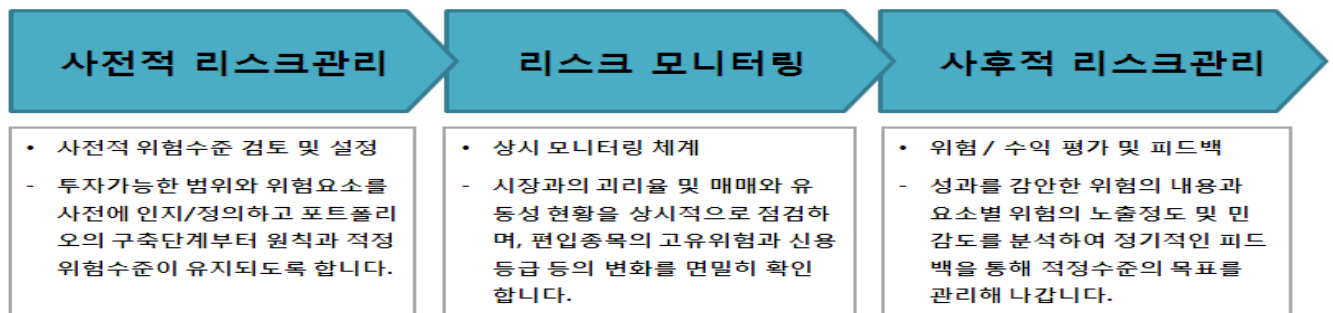 사전적 리스크관리
리스크 모니터링
사후적 리스크관리
• 사전적 위험수준 검토 및 설정
- 투자가능한 범위와 위험요소를
사전에 인지/정의하고 포트폴리
오의 구축단계부터 원칙과 적정
위험수준이 유지되도록 합니다.
• 상시 모니터링 체계
- 시장과의 괴리율 및 매매와 유
동성 현황을 상시적으로 점검하
며, 편입종목의 고유위험과 신용
등급 등의 변화를 면밀히 확인
합니다.
• 위험 / 수익 평가 및 피드백
- 성과를 감안한 위험의 내용과
요소별 위험의 노출정도 및 민
감도를 분석하여 정기적인 피드
백을 통해 적정수준의 목표를
관리해 나갑니다.